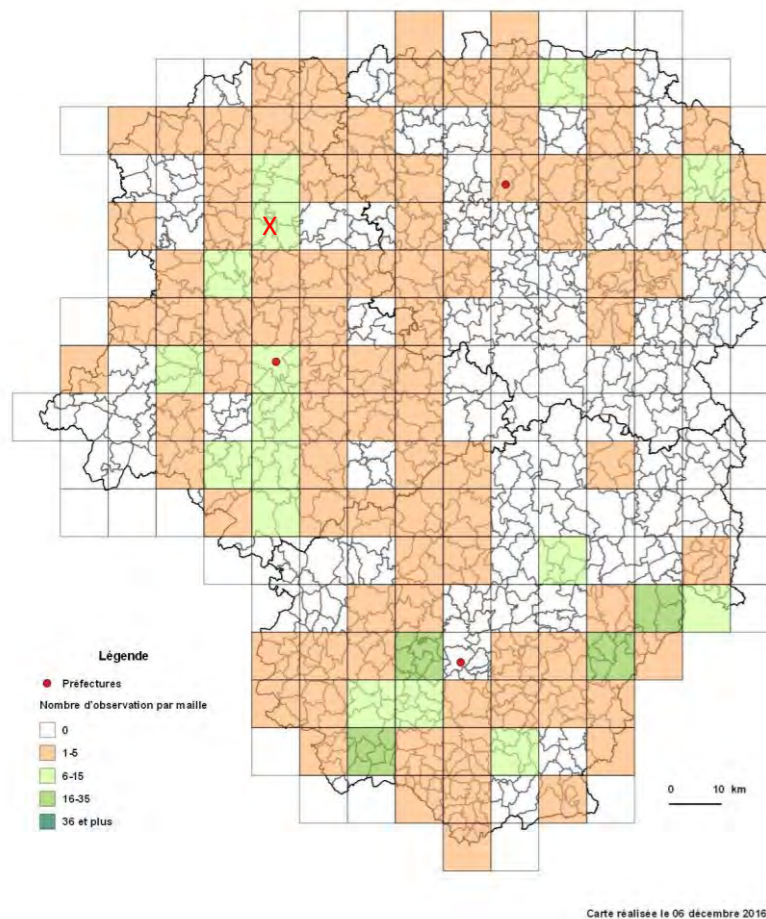 X
Légende
Préfectures
Nombre d'observation par maille
0
1-5
6-15
16-35
36 et plus
0 10 km
Carte réalisée le 06 décembre 2016